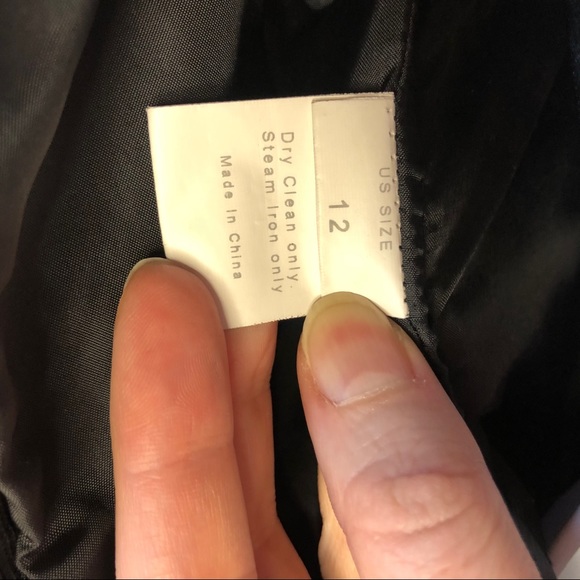 US SIZE
12
Dry Clean only.
Steam Iron only
Made In China